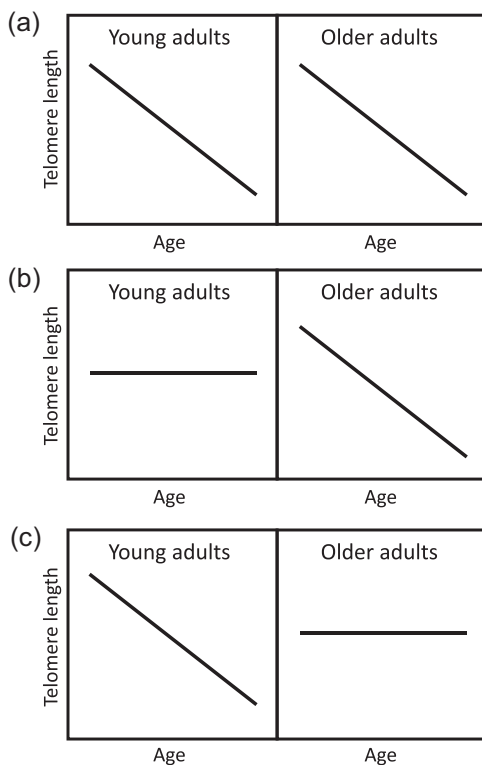 (a)
Young adults
Older adults
Telomere length
Age
Age
(b)
Young adults
Older adults
Telomere length
Age
Age
(c)
Young adults
Older adults
Telomere length
Age
Age